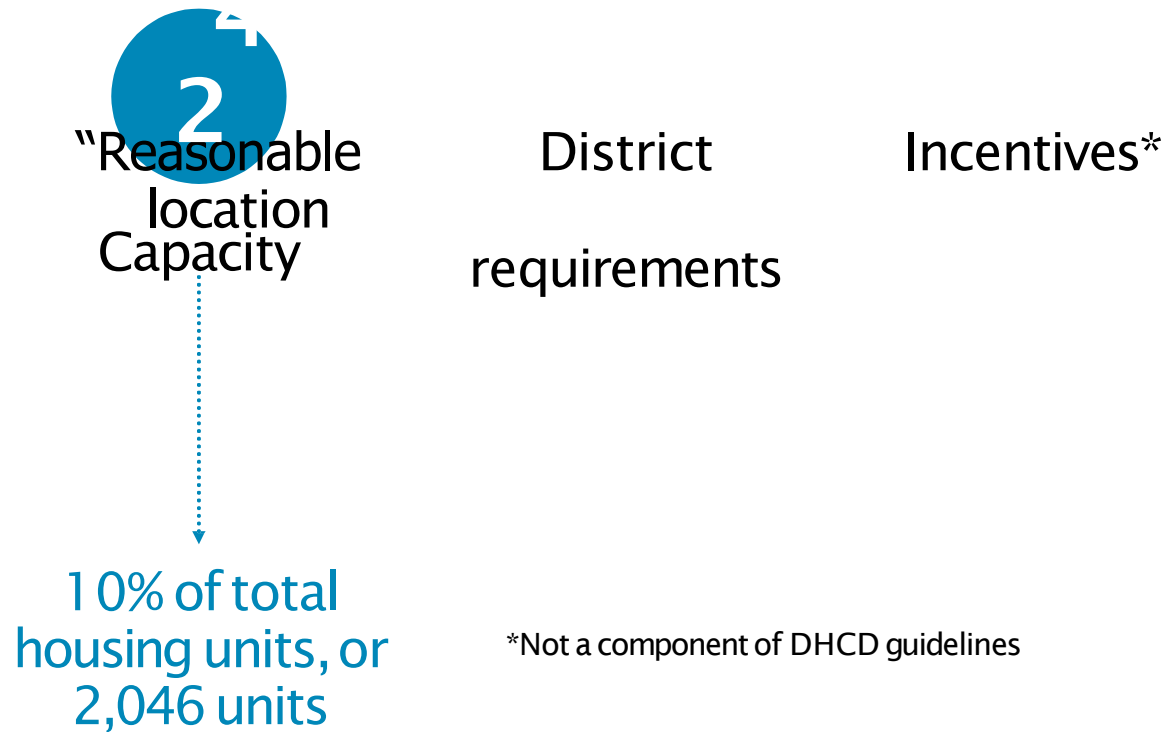 4
2
“Reasonable
location
Capacity
District
requirements
Incentives*
10% of total
housing units, or
2,046 units
*Not a component of DHCD guidelines